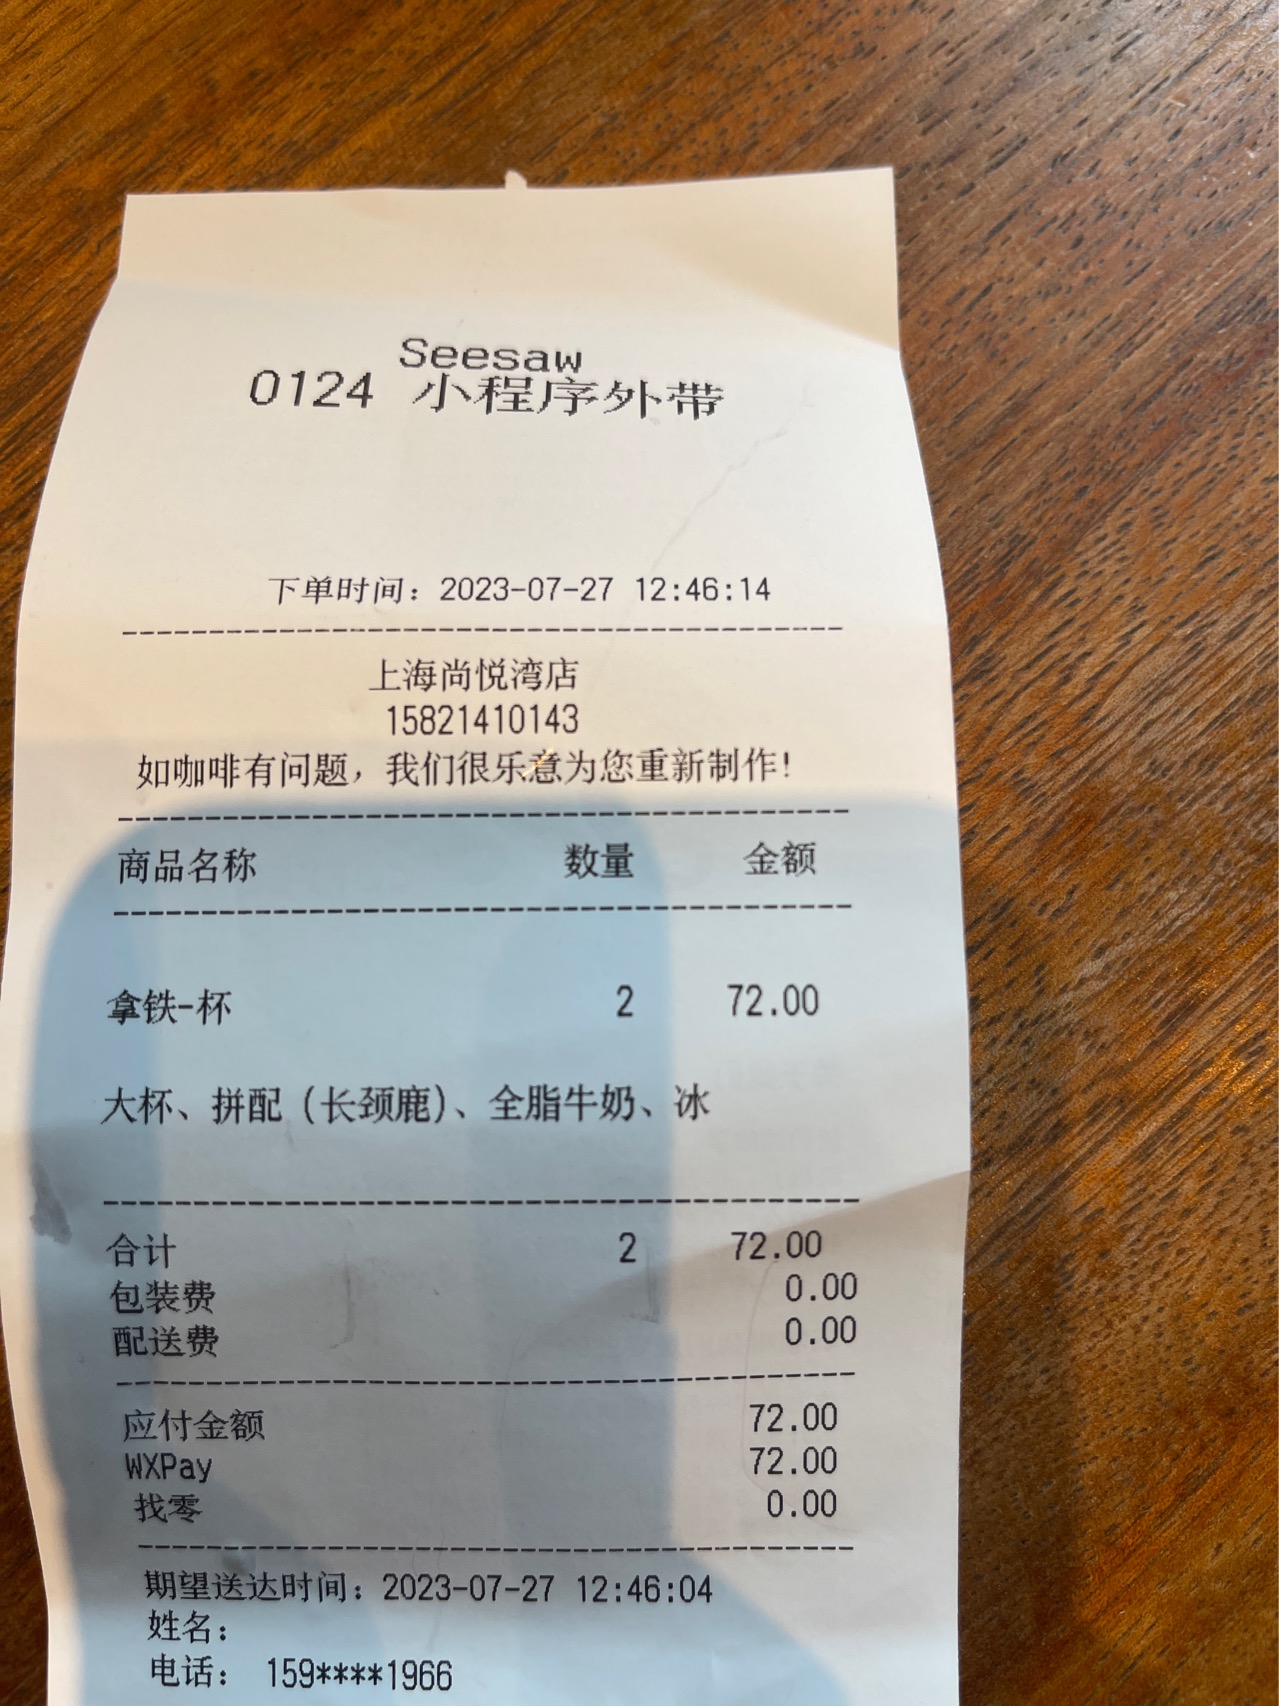 Seesaw
0124 小程序外带
下单时间：2023-07-27 12:46:14
上海尚悦湾店
15821410143
如咖啡有问题，我们很乐意为您重新制作！
商品名称 数量 金额
拿铁-杯 2 72.00
大杯、拼配（长颈鹿）、全脂牛奶、冰
合计 2 72.00
包装费 0.00
配送费 0.00
应付金额 72.00
WXPay 72.00
找零 0.00
期望送达时间：2023-07-27 12:46:04
姓名：
电话： 159****1966